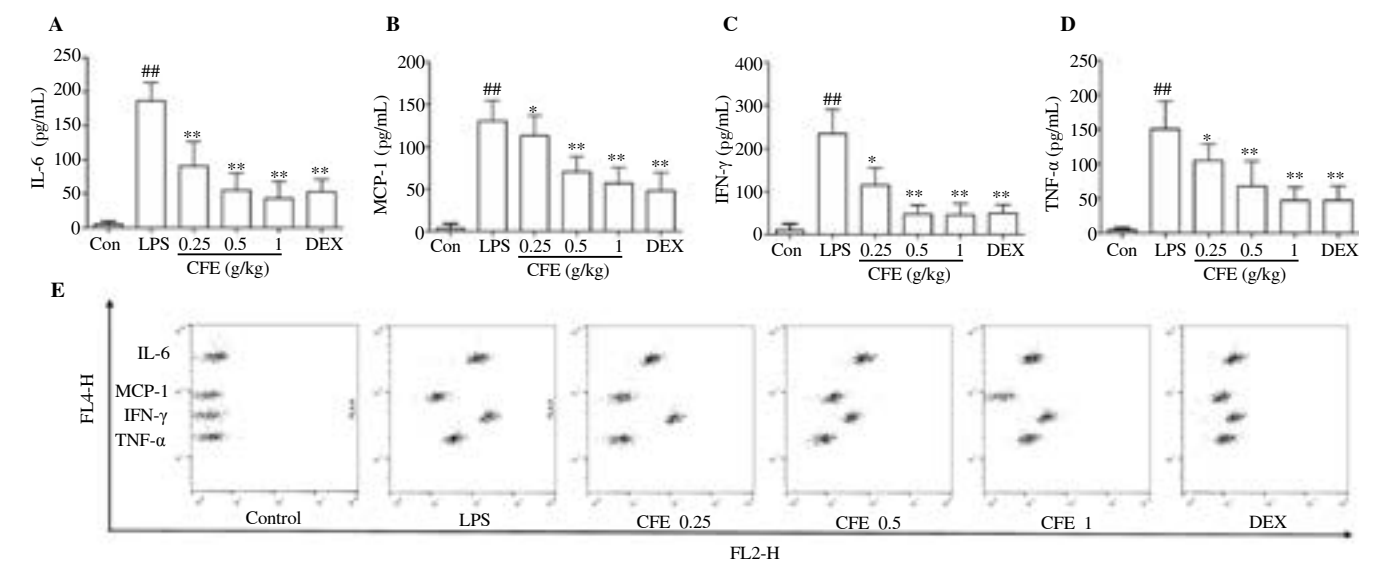 A
250
200
150
100
50
0
IL-6 (pg/mL)
##
**
**
**
**
Con LPS 0.25 0.5 1 DEX
CFE (g/kg)
B
200
150
100
50
0
MCP-1 (pg/mL)
##
*
**
**
**
Con LPS 0.25 0.5 1 DEX
CFE (g/kg)
C
400
300
200
100
0
IFN-γ (pg/mL)
##
*
**
**
**
Con LPS 0.25 0.5 1 DEX
CFE (g/kg)
D
250
200
150
100
50
0
TNF-α (pg/mL)
##
*
**
**
**
Con LPS 0.25 0.5 1 DEX
CFE (g/kg)
E
FL4-H
IL-6
MCP-1
IFN-γ
TNF-α
Control LPS CFE 0.25 CFE 0.5 CFE 1 DEX
FL2-H